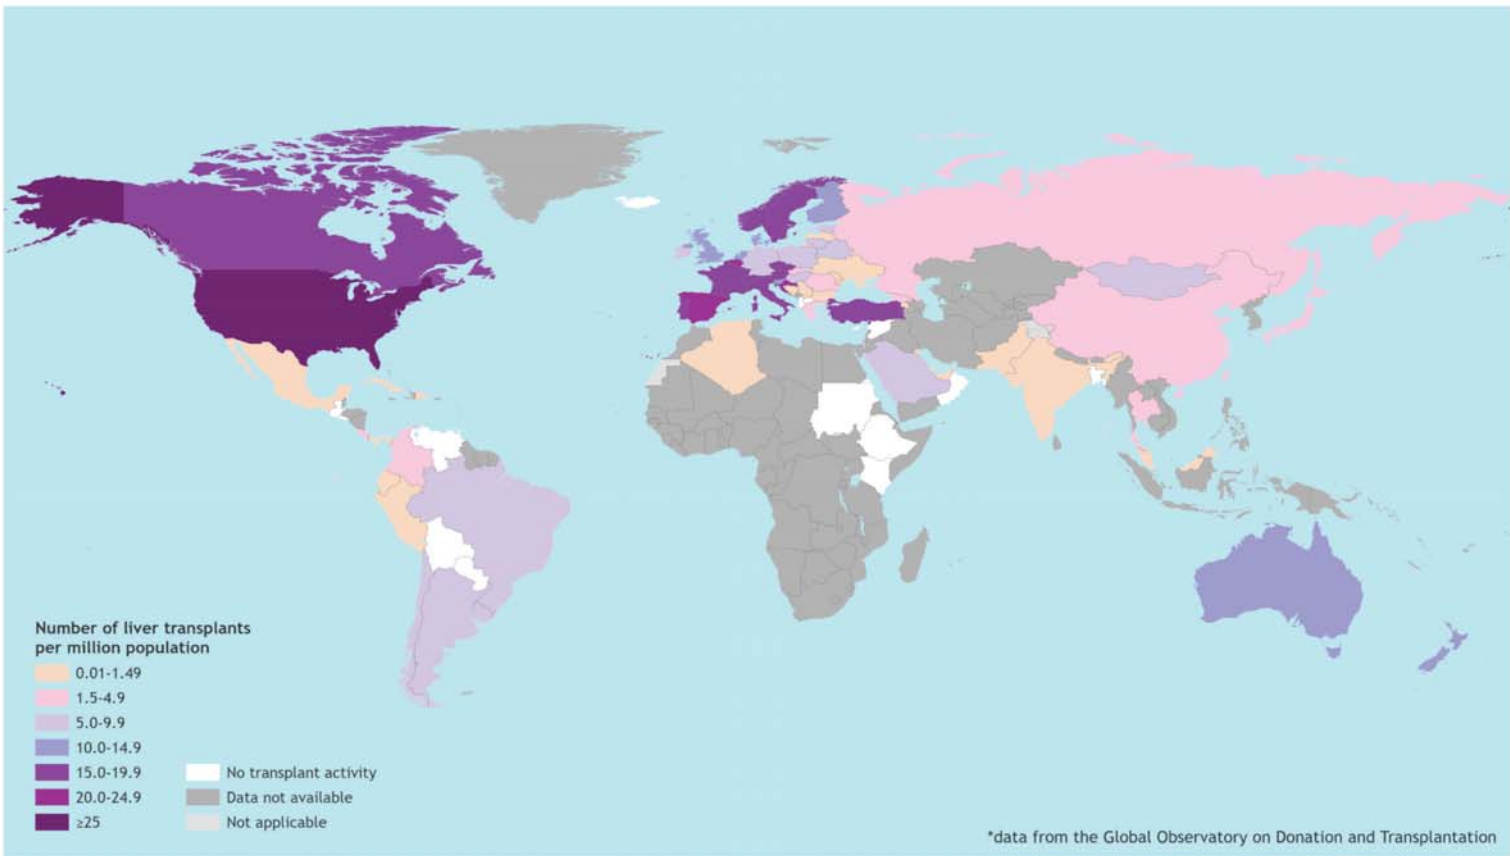 Number of liver transplants
per million population
0.01-1.49
1.5-4.9
5.0-9.9
10.0-14.9
15.0-19.9
20.0-24.9
≥25
No transplant activity
Data not available
Not applicable
*data from the Global Observatory on Donation and Transplantation